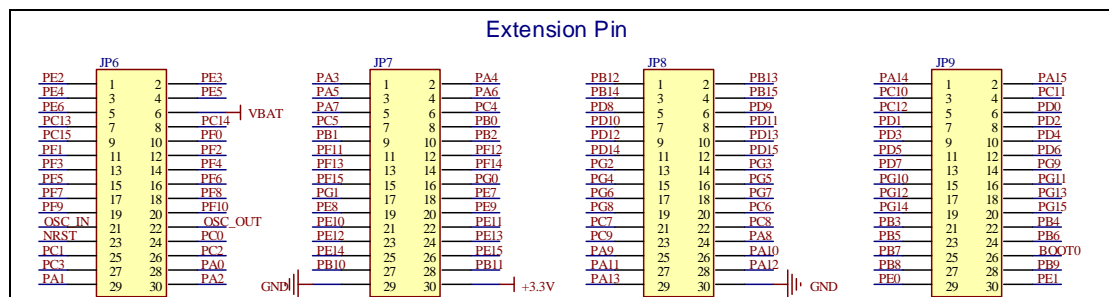 Extension Pin
JP6 JP7 JP8 JP9
PE2 1 2 PE3 PA3 1 2 PA4 PB12 1 2 PB13 PA14 1 2 PA15
PE4 3 4 PE5 PA5 3 4 PA6 PB14 3 4 PB15 PC10 3 4 PC11
PE6 5 6 VBAT PA7 5 6 PC4 PD8 5 6 PD9 PC12 5 6 PD0
PC13 7 8 PC14 PC5 7 8 PB0 PD10 7 8 PD11 PD1 7 8 PD2
PC15 9 10 PF0 PB1 9 10 PB2 PD12 9 10 PD13 PD3 9 10 PD4
PF1 11 12 PF2 PF11 11 12 PF12 PD14 11 12 PD15 PD5 11 12 PD6
PF3 13 14 PF4 PF13 13 14 PF14 PG2 13 14 PG3 PD7 13 14 PG9
PF5 15 16 PF6 PF15 15 16 PG0 PG4 15 16 PG5 PG10 15 16 PG11
PF7 17 18 PF8 PG1 17 18 PE7 PG6 17 18 PG7 PG12 17 18 PG13
PF9 19 20 PF10 PE8 19 20 PE9 PG8 19 20 PC6 PG14 19 20 PG15
OSC_IN 21 22 OSC_OUT PE10 21 22 PE11 PC7 21 22 PC8 PB3 21 22 PB4
NRST 23 24 PC0 PE12 23 24 PE13 PC9 23 24 PA8 PB5 23 24 PB6
PC1 25 26 PC2 PE14 25 26 PE15 PA9 25 26 PA10 PB7 25 26 BOOT0
PC3 27 28 PA0 PB10 27 28 PB11 PA11 27 28 PA12 PB8 27 28 PB9
PA1 29 30 PA2 GND 29 30 +3.3V PA13 29 30 GND PE0 29 30 PE1